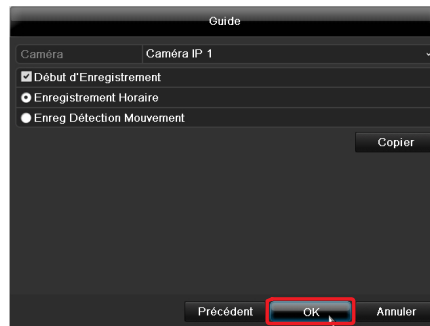 Guide
Caméra Caméra IP 1
Début d'Enregistrement
Enregistrement Horaire
Enreg Détection Mouvement
Copier
Précédent OK Annuler